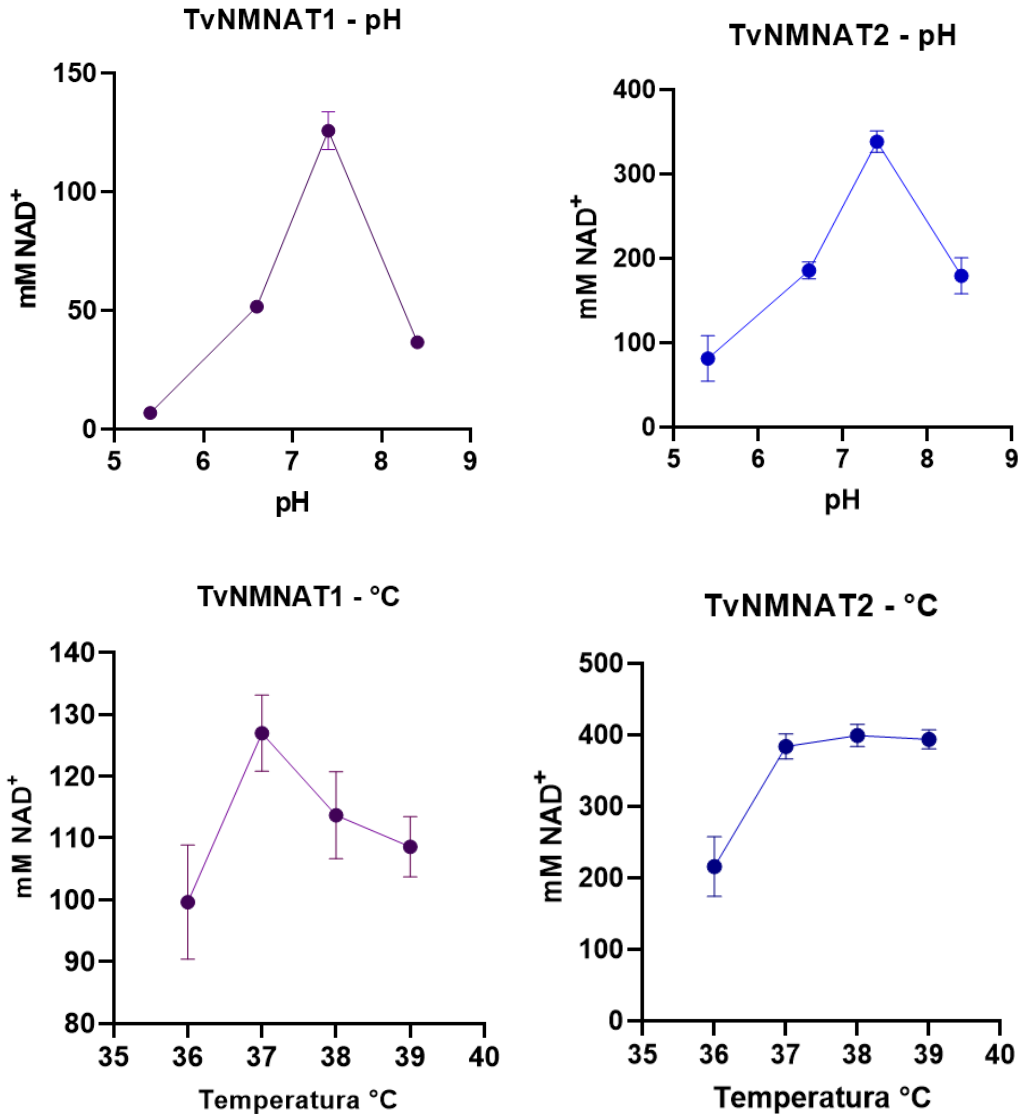 TvNMNAT1 - pH
150
100
50
0
mM NAD⁺
5 6 7 8 9
pH
TvNMNAT2 - pH
400
300
200
100
0
mM NAD⁺
5 6 7 8 9
pH
TvNMNAT1 - °C
140
130
120
110
100
90
80
mM NAD⁺
35 36 37 38 39 40
Temperatura °C
TvNMNAT2 - °C
500
400
300
200
100
0
mM NAD⁺
35 36 37 38 39 40
Temperatura °C